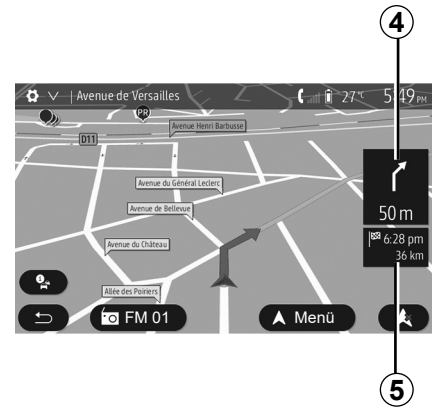 4
| Avenue de Versailles
27°C
5:49 PM
PR
Avenue Henri Barbusse
D11
Avenue du Général Leclerc
50 m
Avenue de Bellevue
6:28 pm
36 km
Avenue du Château
Allée des Poiriers
FM 01
Menü
5